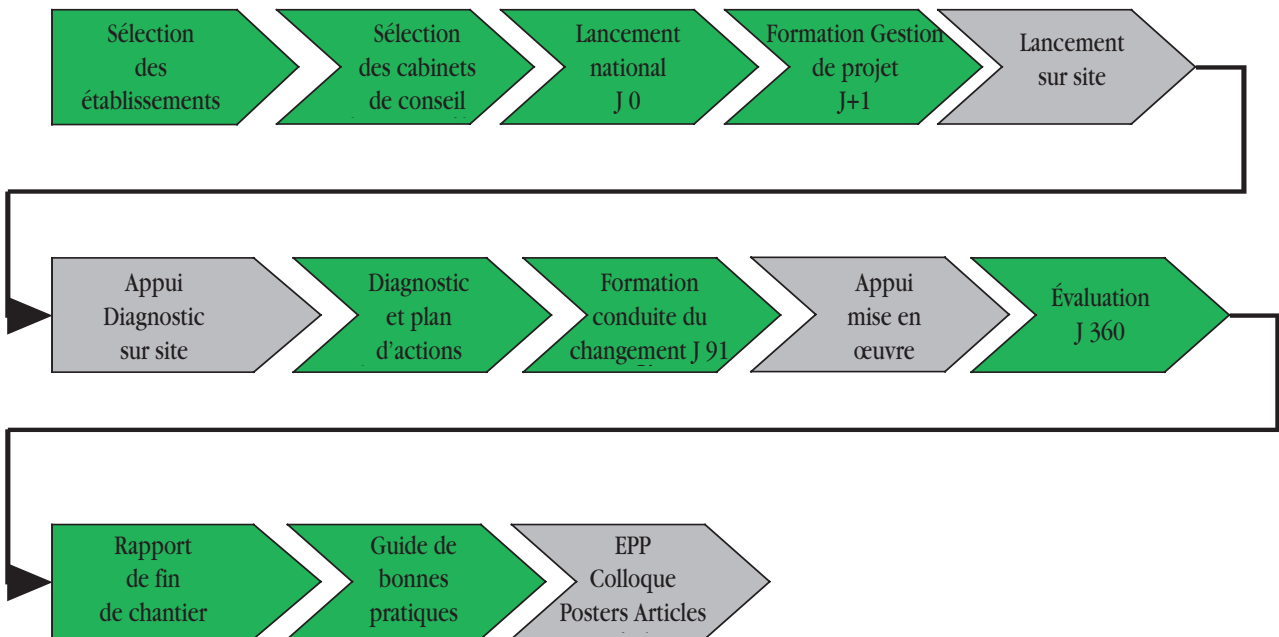 Sélection
des
établissements
Sélection
des cabinets
de conseil
Lancement
national
J 0
Formation Gestion
de projet
J+1
Lancement
sur site
Appui
Diagnostic
sur site
Diagnostic
et plan
d’actions
Formation
conduite du
changement J 91
Appui
mise en
œuvre
Évaluation
J 360
Rapport
de fin
de chantier
Guide de
bonnes
pratiques
EPP
Colloque
Posters Articles